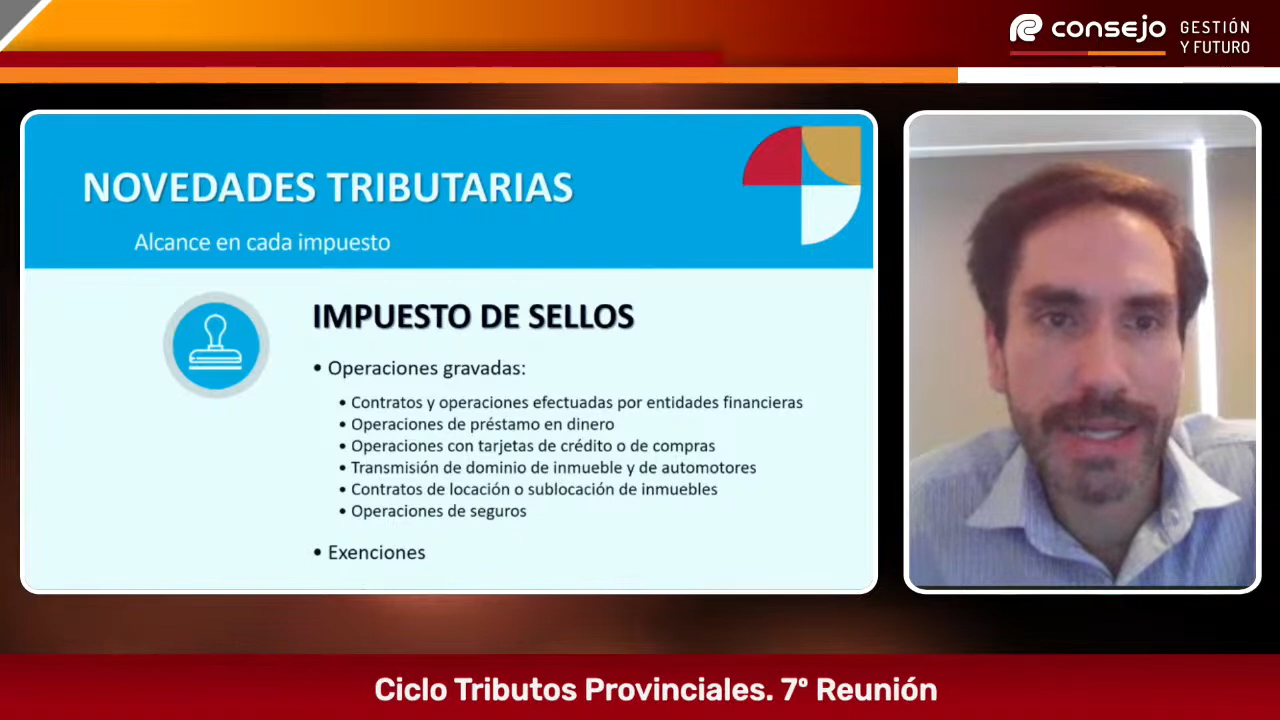 consejo
GESTIÓN
Y FUTURO
NOVEDADES TRIBUTARIAS
Alcance en cada impuesto
IMPUESTO DE SELLOS
• Operaciones gravadas:
• Contratos y operaciones efectuadas por entidades financieras
• Operaciones de préstamo en dinero
• Operaciones con tarjetas de crédito o de compras
• Transmisión de dominio de inmueble y de automotores
• Contratos de locación o sublocación de inmuebles
• Operaciones de seguros
• Exenciones
Ciclo Tributos Provinciales. 7º Reunión